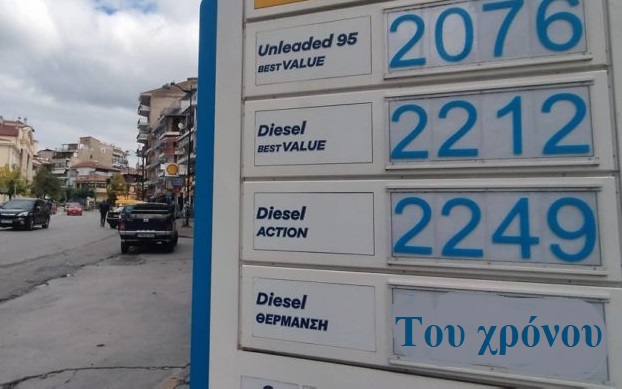 Unleaded 95
BEST VALUE
2076
Diesel
BEST VALUE
2212
Diesel
ACTION
2249
Diesel
ΘΕΡΜΑΝΣΗ
Του χρόνου